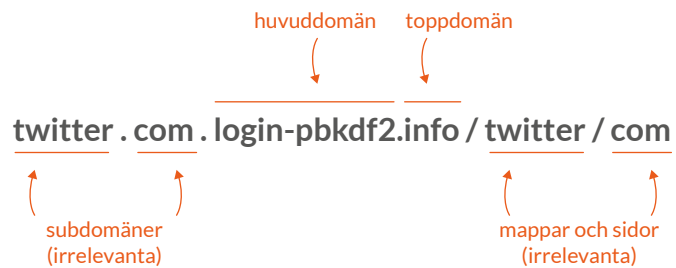 huvuddomän toppdomän
twitter . com . login-pbkdf2.info / twitter / com
subdomäner mappar och sidor
(irrelevanta) (irrelevanta)